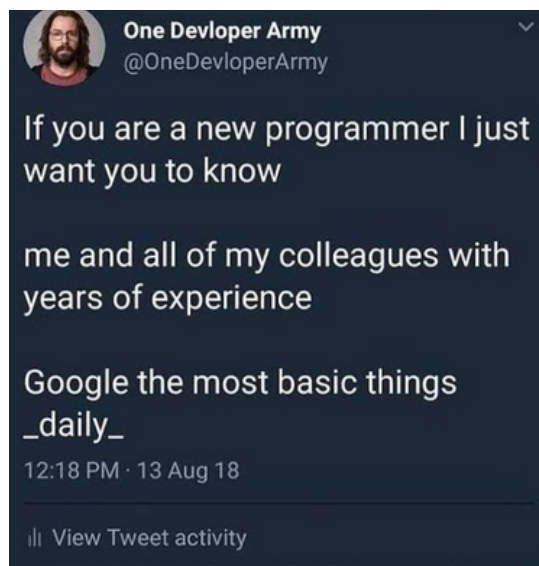 One Devloper Army
@OneDevloperArmy
If you are a new programmer I just
want you to know
me and all of my colleagues with
years of experience
Google the most basic things
_daily_
12:18 PM · 13 Aug 18
View Tweet activity